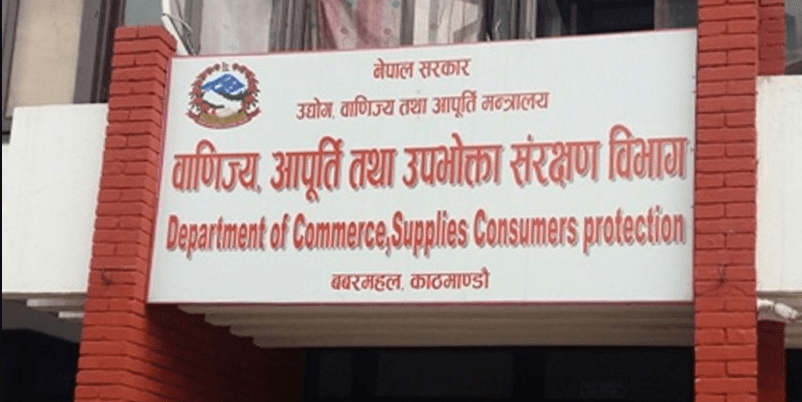 नेपाल सरकार
उद्योग, वाणिज्य तथा आपूर्ति मन्त्रालय
वाणिज्य, आपूर्ति तथा उपभोक्ता संरक्षण विभाग
Department of Commerce,Supplies Consumers protection
बबरमहल, काठमाण्डौ